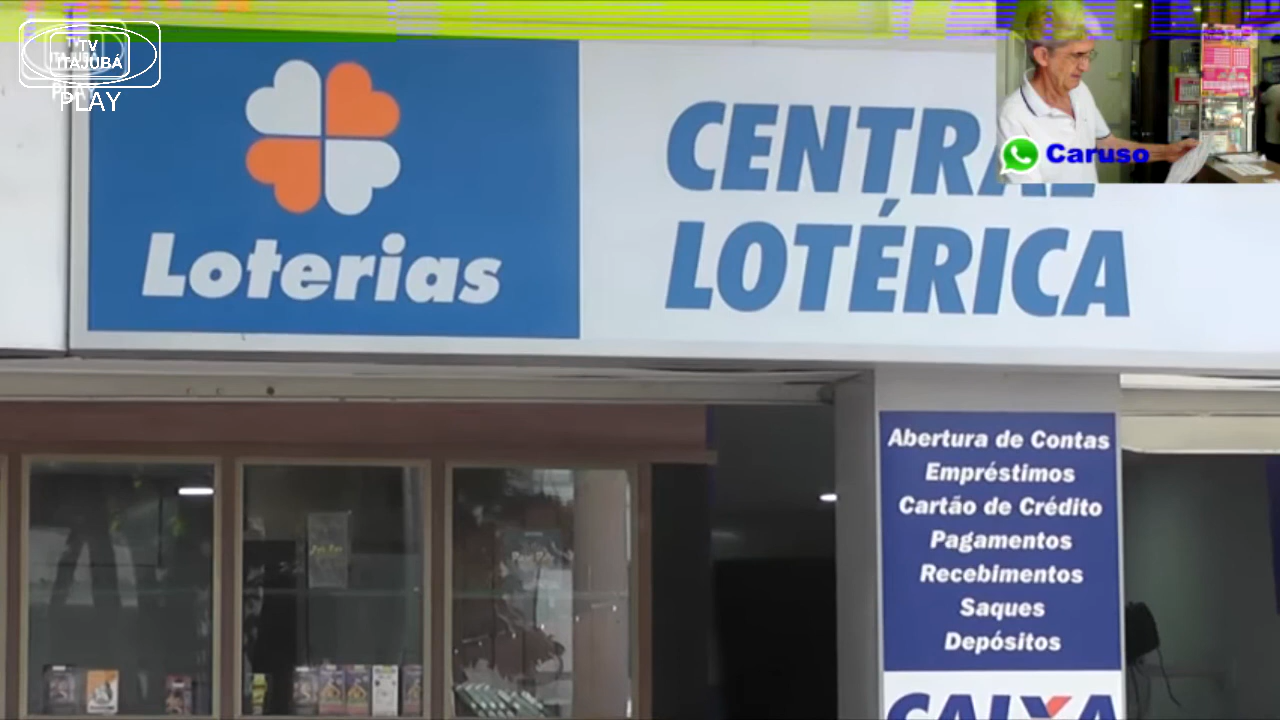 TV
ITAJUBÁ
PLAY
Caruso
Loterias
CENTRAL
LOTÉRICA
Abertura de Contas
Empréstimos
Cartão de Crédito
Pagamentos
Recebimentos
Saques
Depósitos
CAIXA